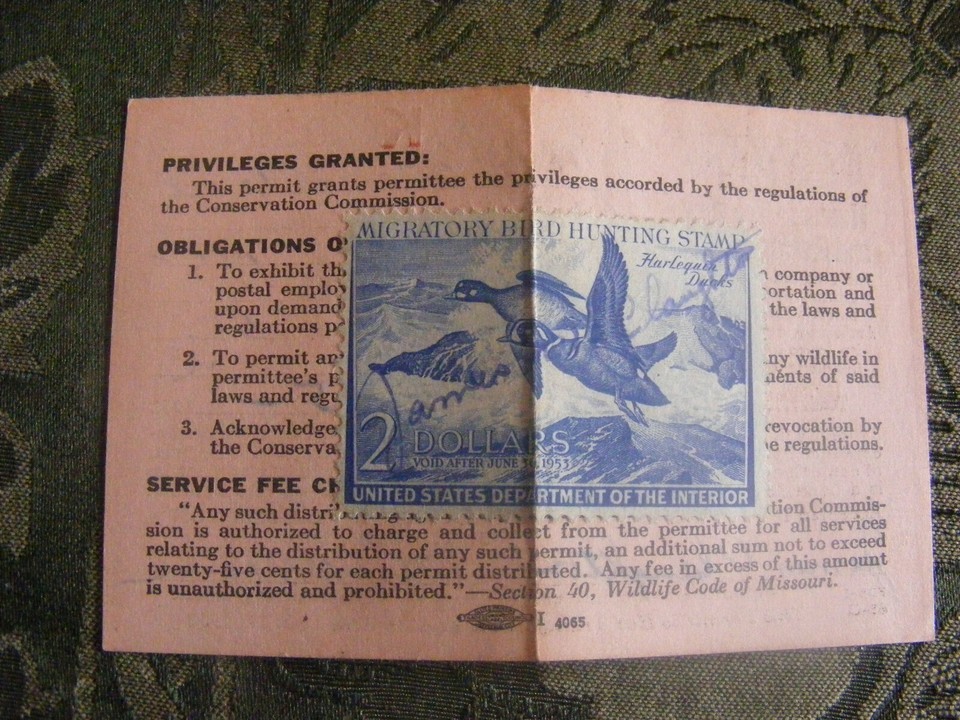 PRIVILEGES GRANTED:
This permit grants permittee the privileges accorded by the regulations of
the Conservation Commission.
MIGRATORY BIRD HUNTING STAMP
Harlequin
Ducks
2 DOLLARS
VOID AFTER JUNE 30, 1953
UNITED STATES DEPARTMENT OF THE INTERIOR
OBLIGATIONS O
1. To exhibit th company or
postal emplo ortation and
upon demand the laws and
regulations p
2. To permit an ny wildlife in
permittee's p ments of said
laws and regu
3. Acknowledge revocation by
the Conserva e regulations.
SERVICE FEE CH
"Any such distri tion Commis-
sion is authorized to charge and collect from the permittee for all services
relating to the distribution of any such permit, an additional sum not to exceed
twenty-five cents for each permit distributed. Any fee in excess of this amount
is unauthorized and prohibited."—Section 40, Wildlife Code of Missouri.
4065